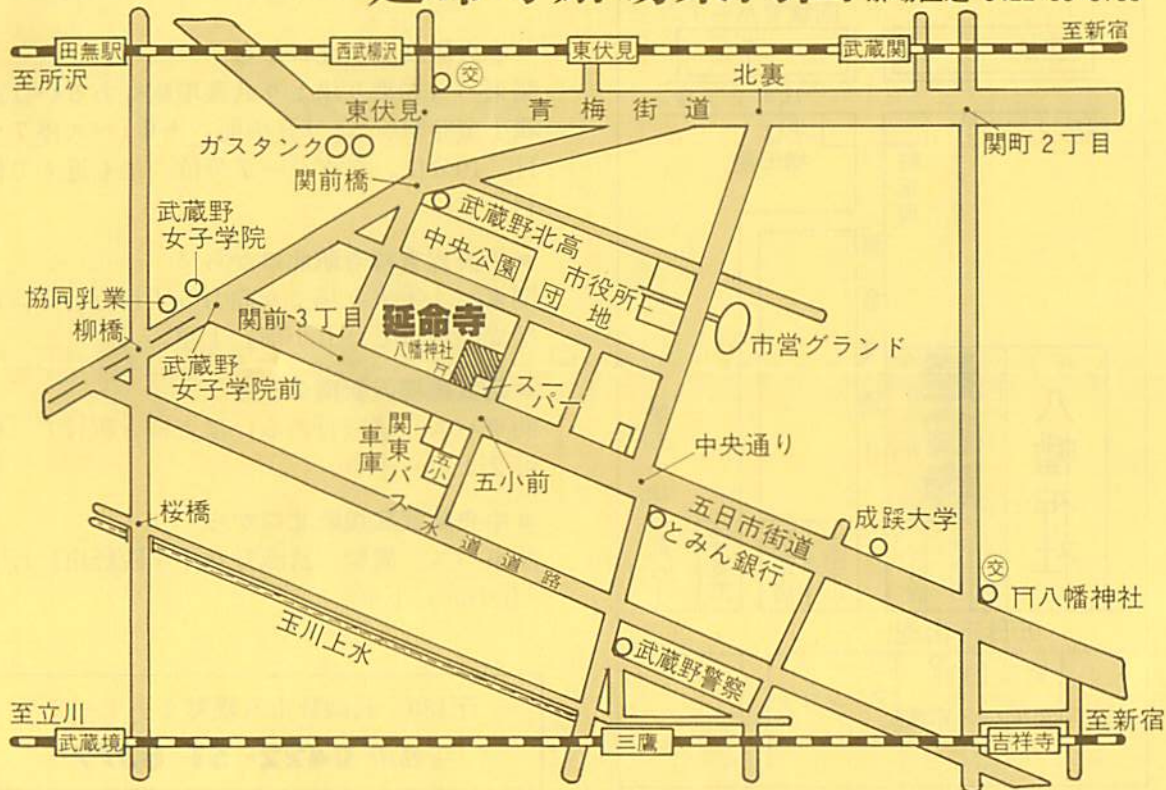 至新宿
田無駅
西武柳沢
東伏見
武蔵関
至所沢
交
北裏
東伏見
青梅街道
ガスタンク
関町2丁目
関前橋
武蔵野
女子学院
武蔵野北高
中央公園
団地
市役所
協同乳業
柳橋
関前3丁目
延命寺
八幡神社
市営グランド
武蔵野
女子学院前
スーパー
関東バス
車庫
五小
中央通り
五小前
桜橋
五日市街道
成蹊大学
とみん銀行
水道道路
交
八幡神社
玉川上水
武蔵野警察
至立川
至新宿
武蔵境
三鷹
吉祥寺